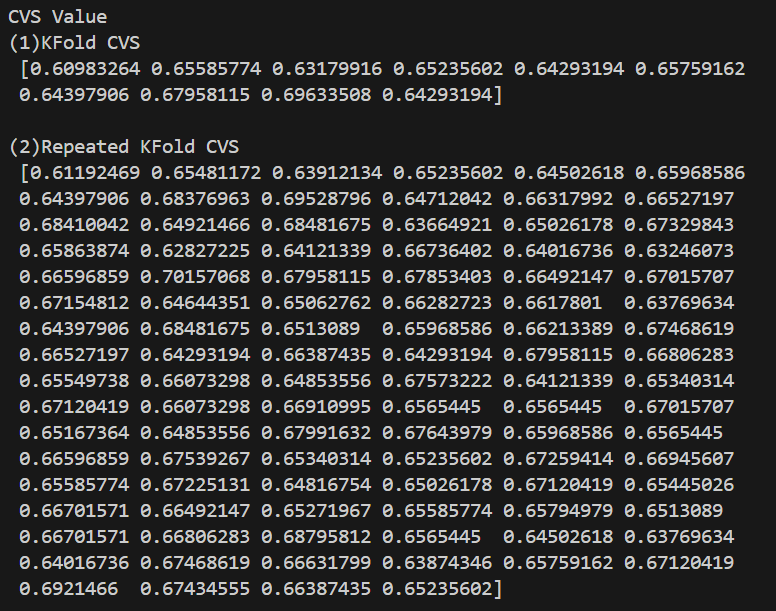 CVS Value
(1)KFold CVS
[0.60983264 0.65585774 0.63179916 0.65235602 0.64293194 0.65759162
0.64397906 0.67958115 0.69633508 0.64293194]
(2)Repeated KFold CVS
[0.61192469 0.65481172 0.63912134 0.65235602 0.64502618 0.65968586
0.64397906 0.68376963 0.69528796 0.64712042 0.66317992 0.66527197
0.68410042 0.64921466 0.68481675 0.63664921 0.65026178 0.67329843
0.65863874 0.62827225 0.64121339 0.66736402 0.64016736 0.63246073
0.66596859 0.70157068 0.67958115 0.67853403 0.66492147 0.67015707
0.67154812 0.64644351 0.65062762 0.66282723 0.6617801  0.63769634
0.64397906 0.68481675 0.6513089  0.65968586 0.66213389 0.67468619
0.66527197 0.64293194 0.66387435 0.64293194 0.67958115 0.66806283
0.65549738 0.66073298 0.64853556 0.67573222 0.64121339 0.65340314
0.67120419 0.66073298 0.66910995 0.6565445  0.6565445  0.67015707
0.65167364 0.64853556 0.67991632 0.67643979 0.65968586 0.6565445
0.66596859 0.67539267 0.65340314 0.65235602 0.67259414 0.66945607
0.65585774 0.67225131 0.64816754 0.65026178 0.67120419 0.65445026
0.66701571 0.66492147 0.65271967 0.65585774 0.65794979 0.6513089
0.66701571 0.66806283 0.68795812 0.6565445  0.64502618 0.63769634
0.64016736 0.67468619 0.66631799 0.63874346 0.65759162 0.67120419
0.6921466  0.67434555 0.66387435 0.65235602]